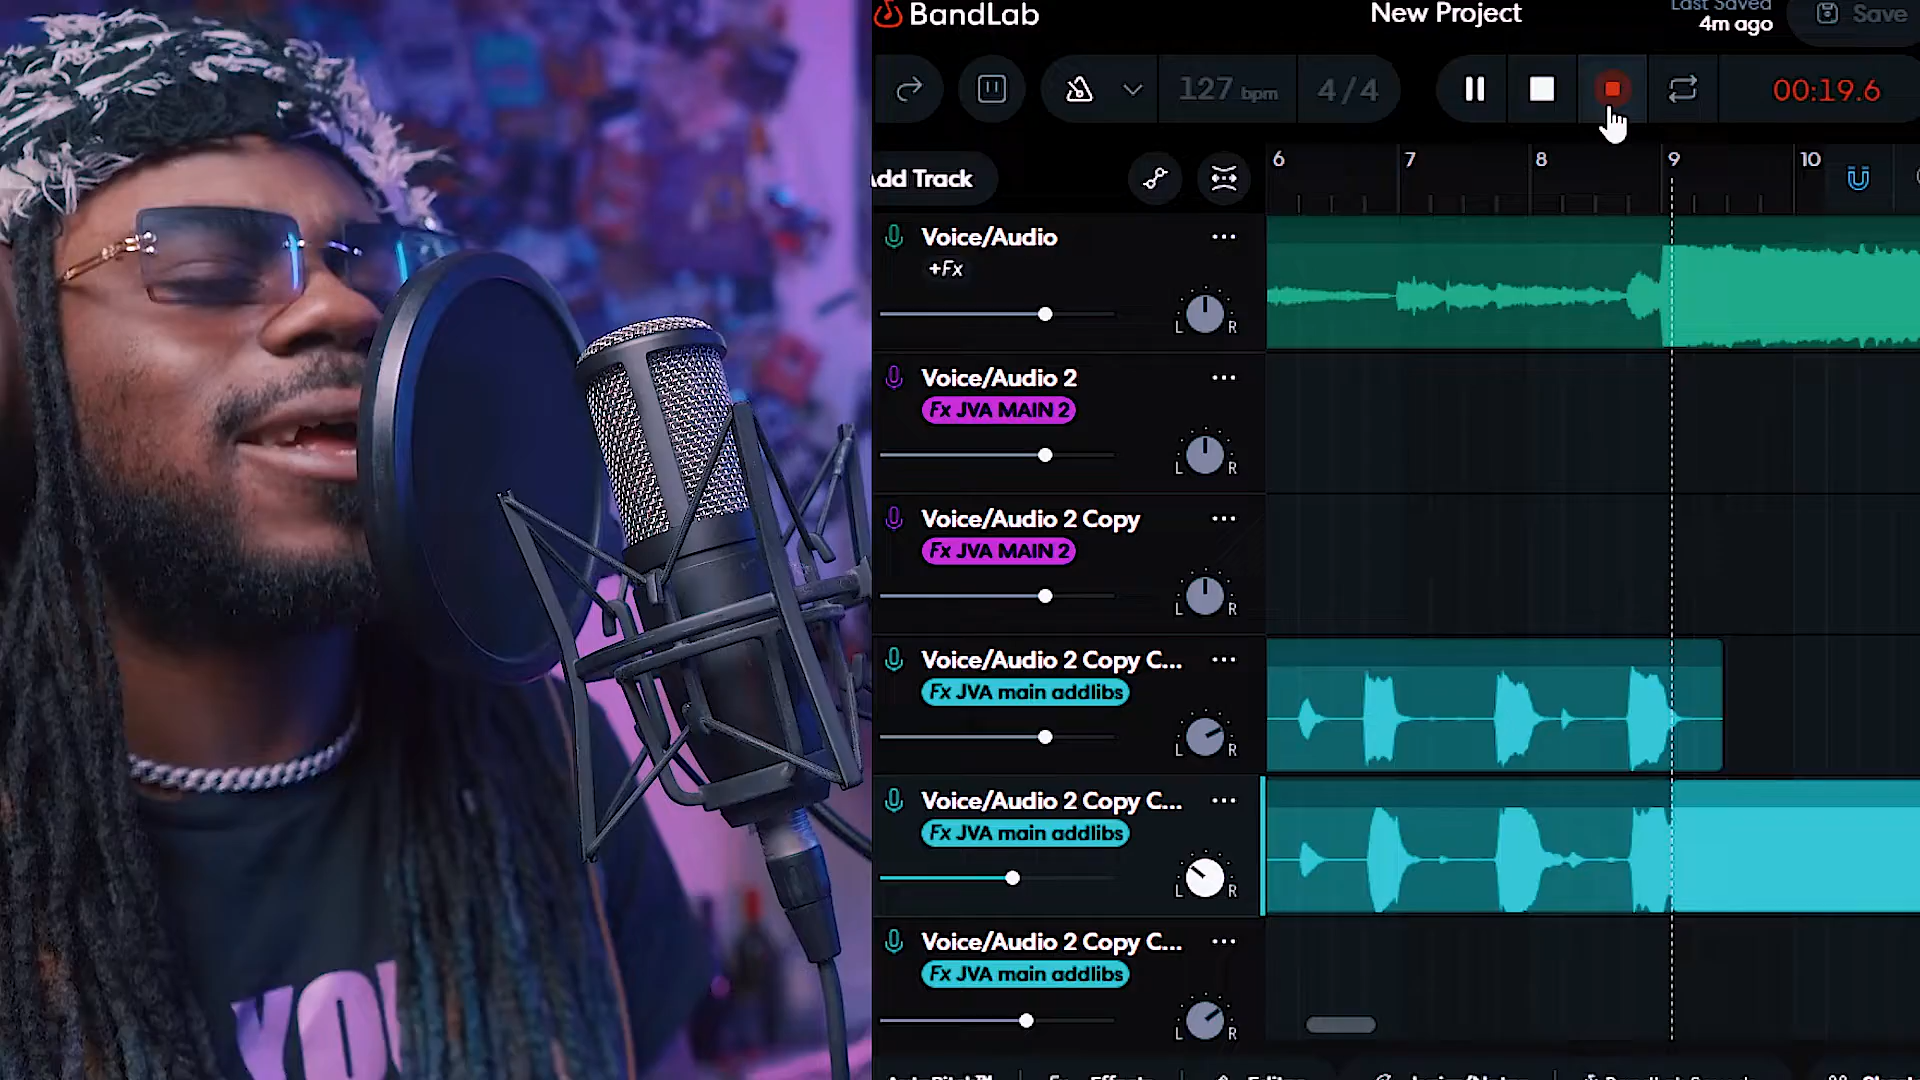 BandLab
New Project
Last Saved
4m ago
Save
127 bpm
4/4
00:19.6
Add Track
6 7 8 9 10
Voice/Audio
+Fx
L R
Voice/Audio 2
Fx JVA MAIN 2
L R
Voice/Audio 2 Copy
Fx JVA MAIN 2
L R
Voice/Audio 2 Copy C...
Fx JVA main addlibs
L R
Voice/Audio 2 Copy C...
Fx JVA main addlibs
L R
Voice/Audio 2 Copy C...
Fx JVA main addlibs
L R
YOU